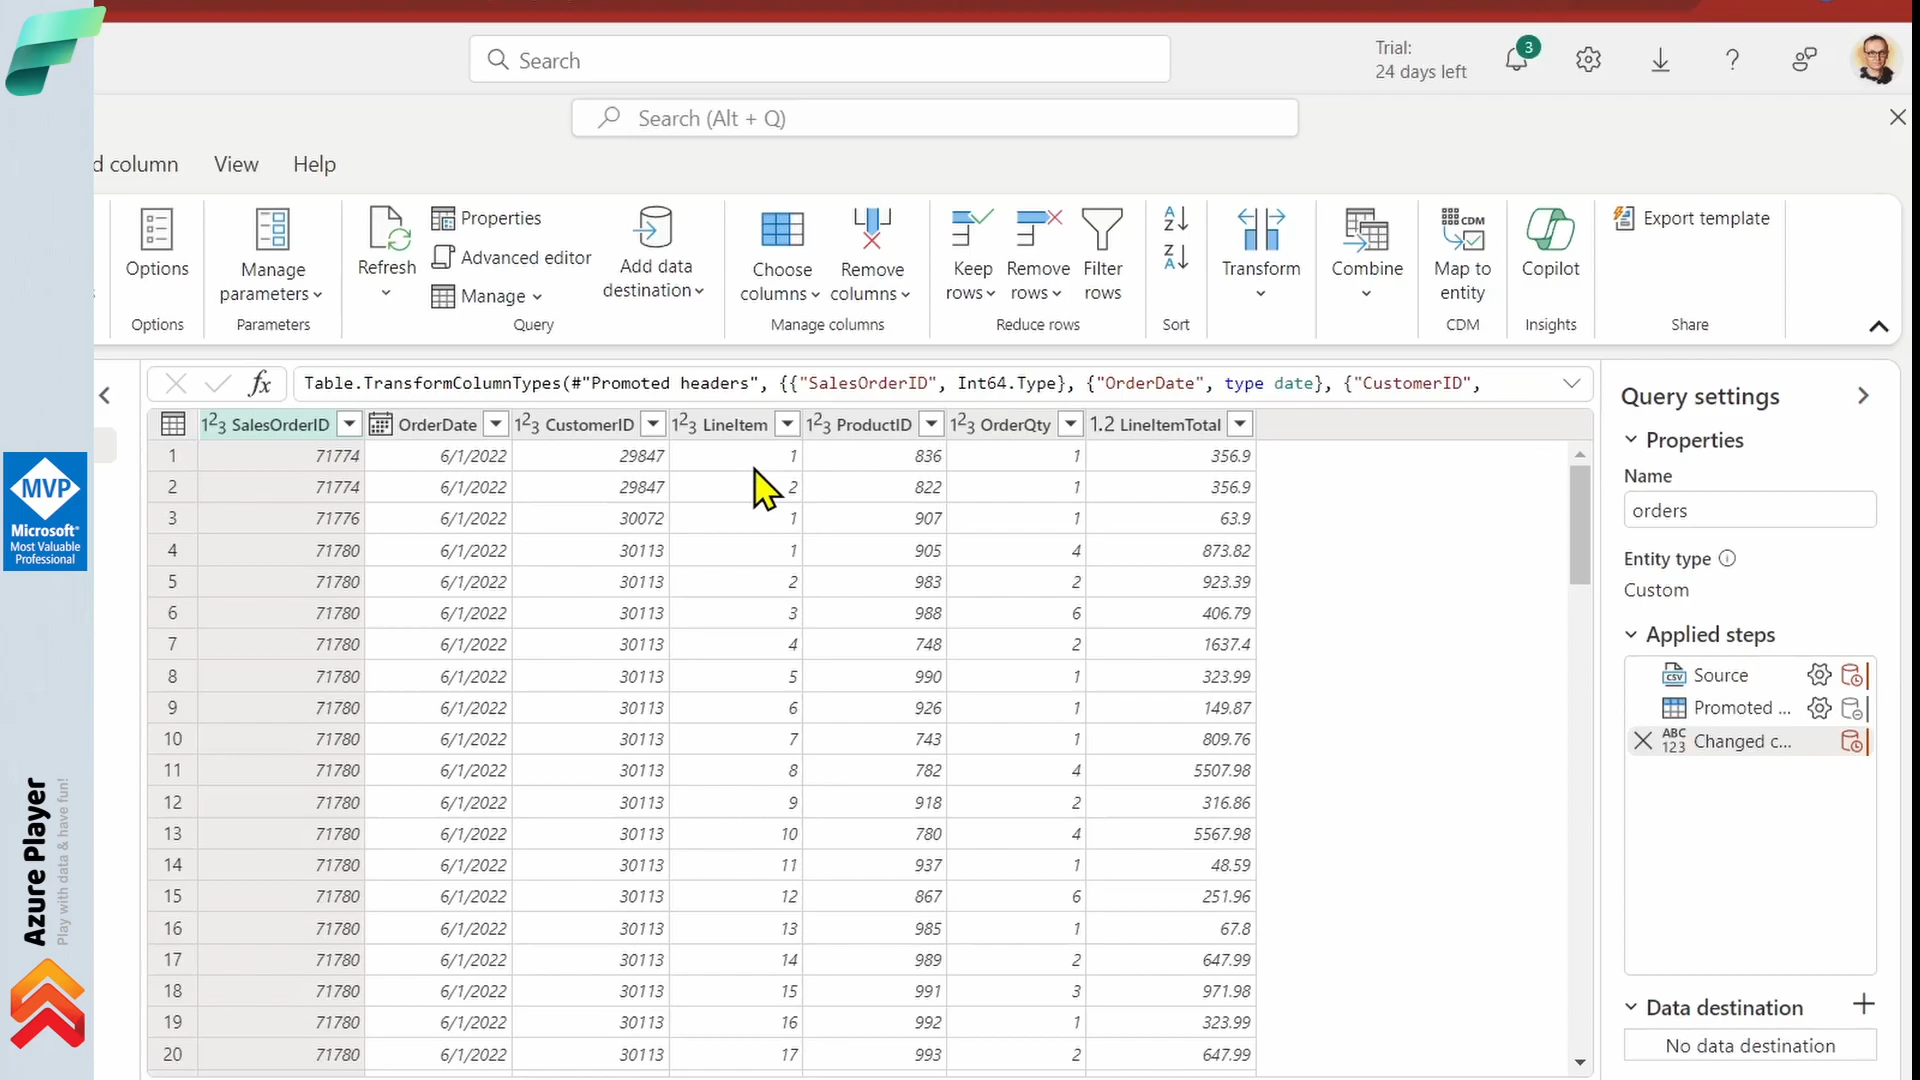 Search
Trial:
24 days left
3
Search (Alt + Q)
d column
View
Help
Options
Options
Manage
parameters
Parameters
Refresh
Properties
Advanced editor
Manage
Query
Add data
destination
Choose
columns
Remove
columns
Manage columns
Keep
rows
Remove
rows
Filter
rows
Reduce rows
A
Z
Z
A
Sort
Transform
Combine
CDM
Map to
entity
CDM
Copilot
Insights
Export template
Share
MVP
Microsoft®
Most Valuable
Professional
Azure Player
Play with data & have fun!
fx
Table.TransformColumnTypes(#"Promoted headers", {{"SalesOrderID", Int64.Type}, {"OrderDate", type date}, {"CustomerID",
123 SalesOrderID OrderDate 123 CustomerID 123 LineItem 123 ProductID 123 OrderQty 1.2 LineItemTotal
1 71774 6/1/2022 29847 1 836 1 356.9
2 71774 6/1/2022 29847 2 822 1 356.9
3 71776 6/1/2022 30072 1 907 1 63.9
4 71780 6/1/2022 30113 1 905 4 873.82
5 71780 6/1/2022 30113 2 983 2 923.39
6 71780 6/1/2022 30113 3 988 6 406.79
7 71780 6/1/2022 30113 4 748 2 1637.4
8 71780 6/1/2022 30113 5 990 1 323.99
9 71780 6/1/2022 30113 6 926 1 149.87
10 71780 6/1/2022 30113 7 743 1 809.76
11 71780 6/1/2022 30113 8 782 4 5507.98
12 71780 6/1/2022 30113 9 918 2 316.86
13 71780 6/1/2022 30113 10 780 4 5567.98
14 71780 6/1/2022 30113 11 937 1 48.59
15 71780 6/1/2022 30113 12 867 6 251.96
16 71780 6/1/2022 30113 13 985 1 67.8
17 71780 6/1/2022 30113 14 989 2 647.99
18 71780 6/1/2022 30113 15 991 3 971.98
19 71780 6/1/2022 30113 16 992 1 323.99
20 71780 6/1/2022 30113 17 993 2 647.99
Query settings
Properties
Name
orders
Entity type
Custom
Applied steps
CSV Source
Promoted ...
ABC
123
Changed c...
Data destination
No data destination